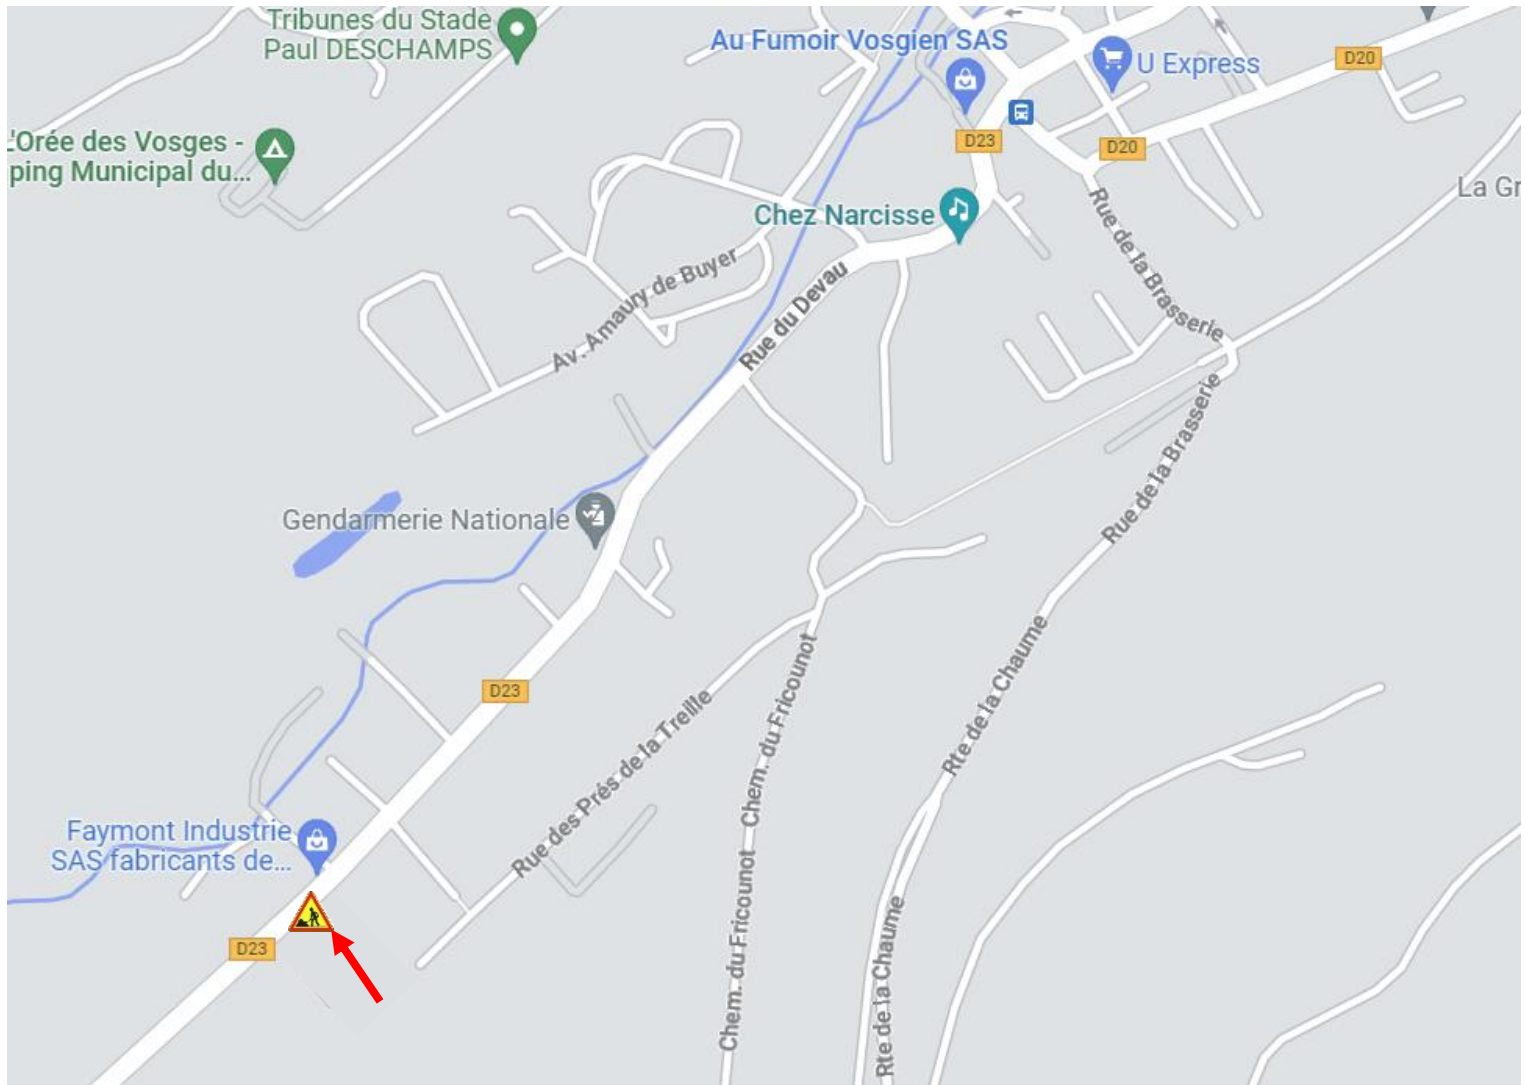 Tribunes du Stade
Paul DESCHAMPS
Au Fumoir Vosgien SAS
U Express
D20
L'Orée des Vosges -
ping Municipal du...
D23
D20
La Gr
Chez Narcisse
Rue de la Brasserie
Av. Amaury de Buyer
Rue du Devau
Rue de la Brasserie
Gendarmerie Nationale
D23
Rue des Prés de la Treille
Chem. du Fricounot
Rte de la Chaume
Faymont Industrie
SAS fabricants de...
Chem. du Fricounot
Rte de la Chaume
D23